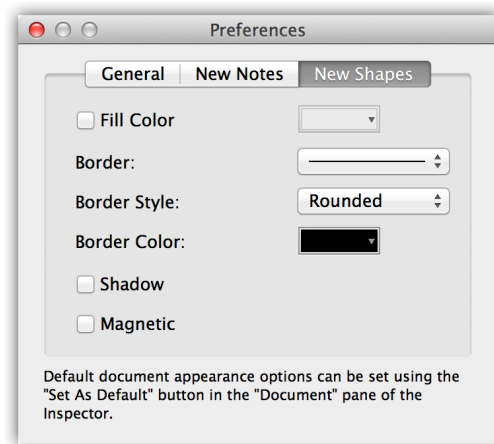 Preferences
General New Notes New Shapes
Fill Color
Border:
Border Style: Rounded
Border Color:
Shadow
Magnetic
Default document appearance options can be set using the
"Set As Default" button in the "Document" pane of the
Inspector.